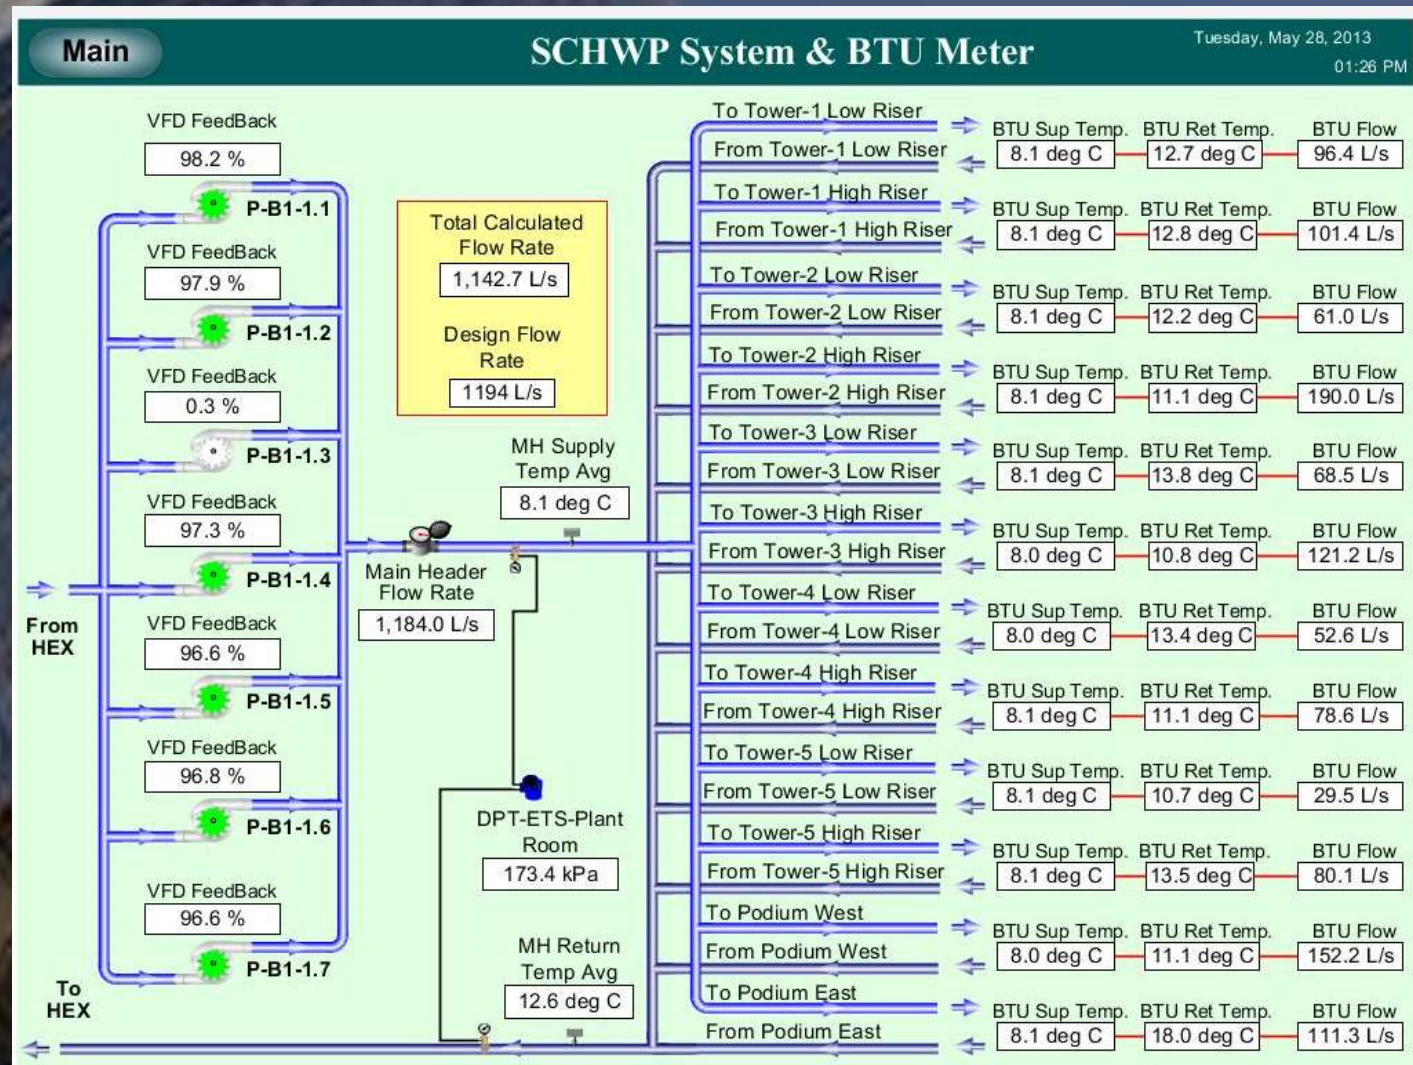 Main
SCHWP System & BTU Meter
Tuesday, May 28, 2013
01:26 PM
VFD FeedBack
98.2 %
P-B1-1.1
VFD FeedBack
97.9 %
P-B1-1.2
VFD FeedBack
0.3 %
P-B1-1.3
VFD FeedBack
97.3 %
P-B1-1.4
VFD FeedBack
96.6 %
P-B1-1.5
VFD FeedBack
96.8 %
P-B1-1.6
VFD FeedBack
96.6 %
P-B1-1.7
From
HEX
To
HEX
Total Calculated
Flow Rate
1,142.7 L/s
Design Flow
Rate
1194 L/s
MH Supply
Temp Avg
8.1 deg C
Main Header
Flow Rate
1,184.0 L/s
DPT-ETS-Plant
Room
173.4 kPa
MH Return
Temp Avg
12.6 deg C
To Tower-1 Low Riser
From Tower-1 Low Riser
BTU Sup Temp. BTU Ret Temp. BTU Flow
8.1 deg C 12.7 deg C 96.4 L/s
To Tower-1 High Riser
From Tower-1 High Riser
BTU Sup Temp. BTU Ret Temp. BTU Flow
8.1 deg C 12.8 deg C 101.4 L/s
To Tower-2 Low Riser
From Tower-2 Low Riser
BTU Sup Temp. BTU Ret Temp. BTU Flow
8.1 deg C 12.2 deg C 61.0 L/s
To Tower-2 High Riser
From Tower-2 High Riser
BTU Sup Temp. BTU Ret Temp. BTU Flow
8.1 deg C 11.1 deg C 190.0 L/s
To Tower-3 Low Riser
From Tower-3 Low Riser
BTU Sup Temp. BTU Ret Temp. BTU Flow
8.1 deg C 13.8 deg C 68.5 L/s
To Tower-3 High Riser
From Tower-3 High Riser
BTU Sup Temp. BTU Ret Temp. BTU Flow
8.0 deg C 10.8 deg C 121.2 L/s
To Tower-4 Low Riser
From Tower-4 Low Riser
BTU Sup Temp. BTU Ret Temp. BTU Flow
8.0 deg C 13.4 deg C 52.6 L/s
To Tower-4 High Riser
From Tower-4 High Riser
BTU Sup Temp. BTU Ret Temp. BTU Flow
8.1 deg C 11.1 deg C 78.6 L/s
To Tower-5 Low Riser
From Tower-5 Low Riser
BTU Sup Temp. BTU Ret Temp. BTU Flow
8.1 deg C 10.7 deg C 29.5 L/s
To Tower-5 High Riser
From Tower-5 High Riser
BTU Sup Temp. BTU Ret Temp. BTU Flow
8.1 deg C 13.5 deg C 80.1 L/s
To Podium West
From Podium West
BTU Sup Temp. BTU Ret Temp. BTU Flow
8.0 deg C 11.1 deg C 152.2 L/s
To Podium East
From Podium East
BTU Sup Temp. BTU Ret Temp. BTU Flow
8.1 deg C 18.0 deg C 111.3 L/s